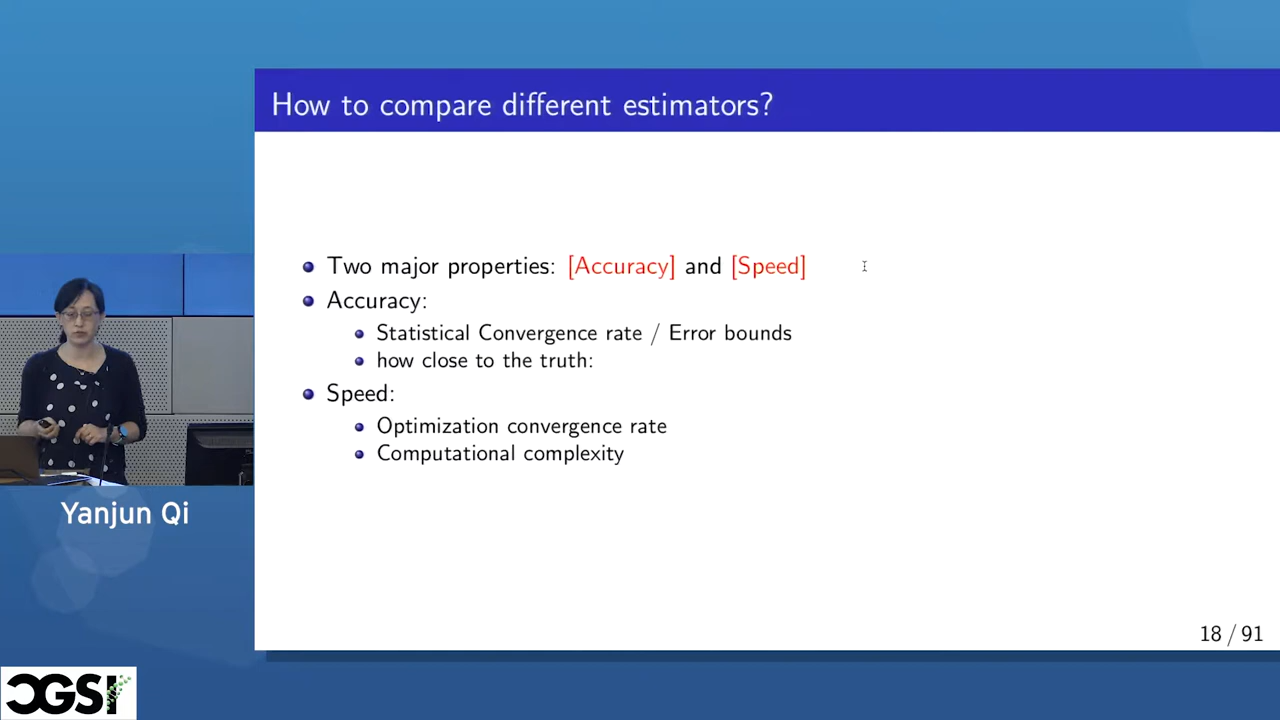 How to compare different estimators?
Two major properties: [Accuracy] and [Speed]
Accuracy:
Statistical Convergence rate / Error bounds
how close to the truth:
Speed:
Optimization convergence rate
Computational complexity
Yanjun Qi
18 / 91
CGSI